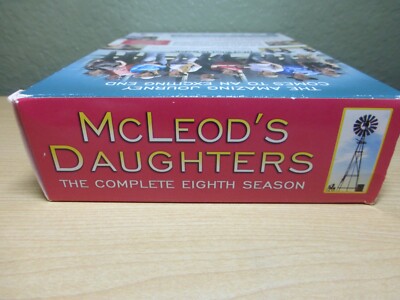 McLEOD'S
DAUGHTERS
THE COMPLETE EIGHTH SEASON
THE AMAZING JOURNEY
COMES TO AN EXCITING END